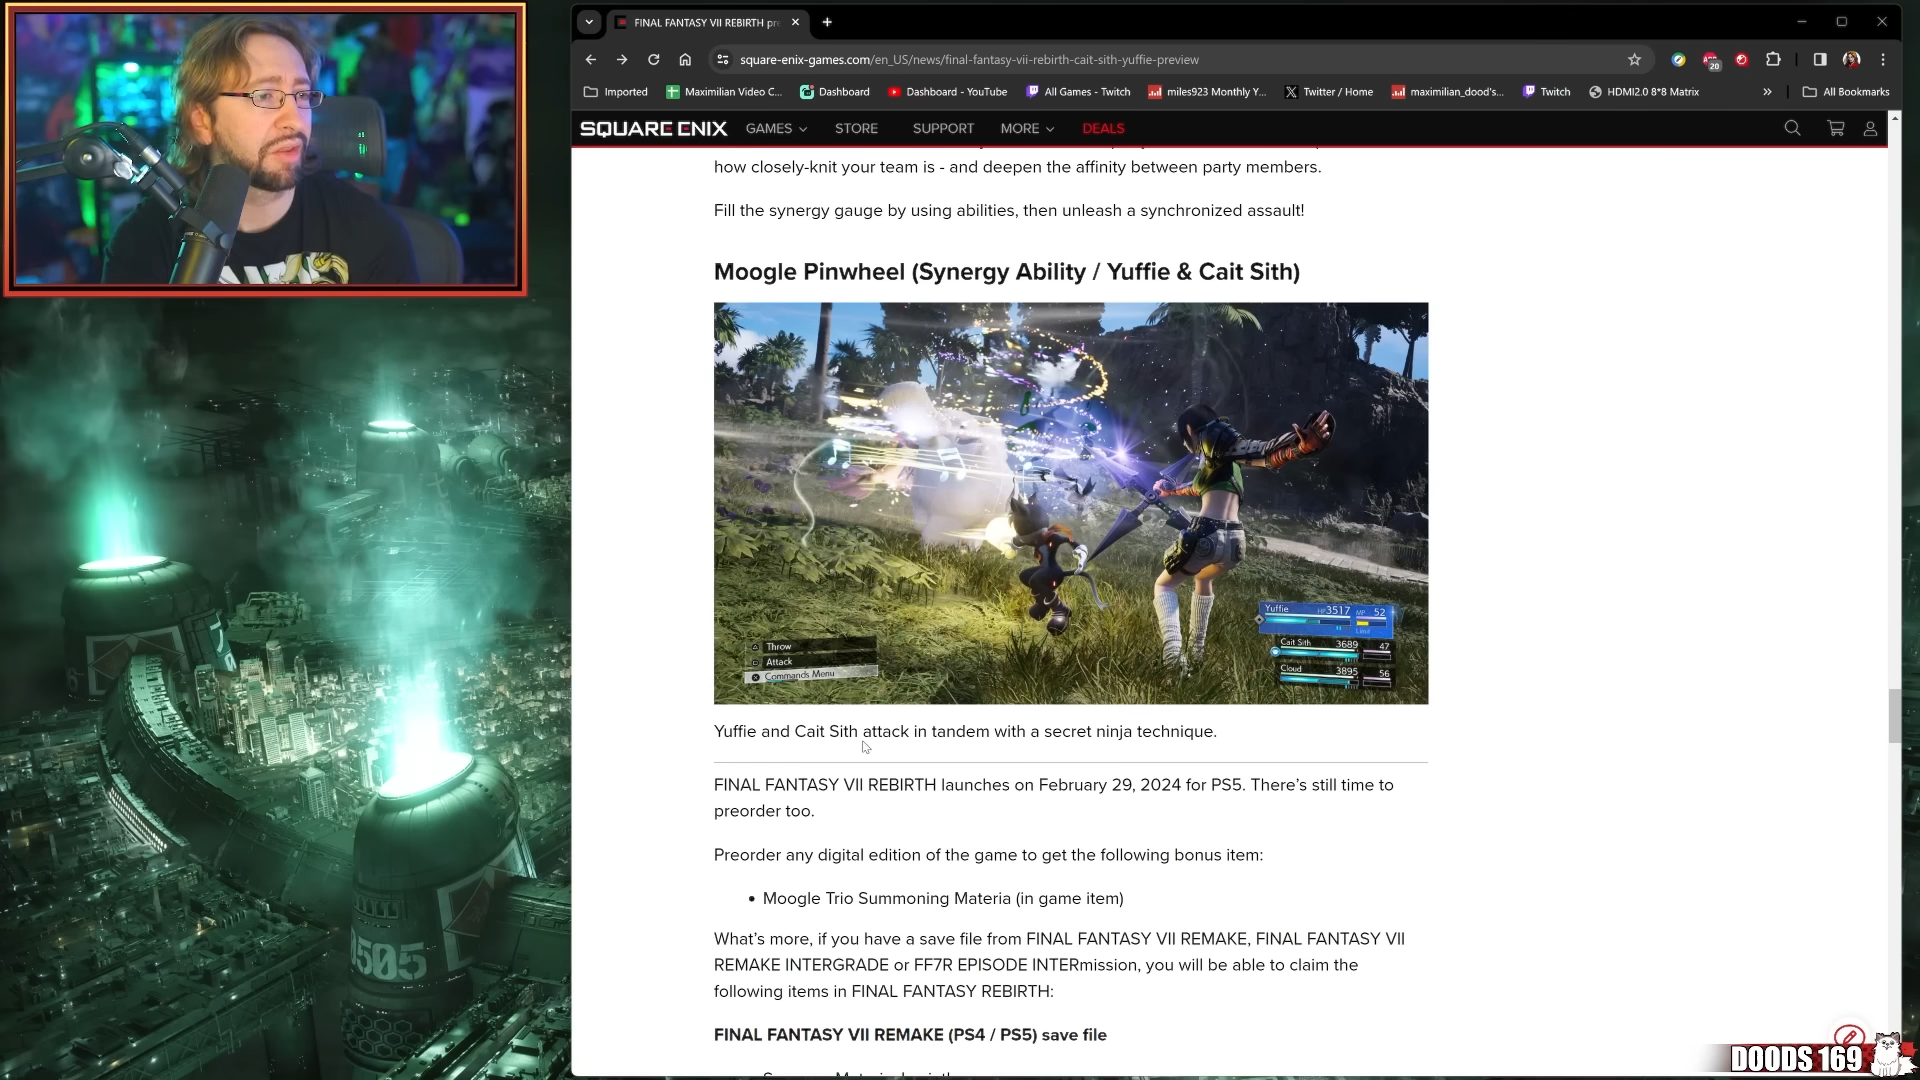 FINAL FANTASY VII REBIRTH pr
square-enix-games.com/en_US/news/final-fantasy-vii-rebirth-cait-sith-yuffie-preview
20
Imported
Maximilian Video C...
Dashboard
Dashboard - YouTube
All Games - Twitch
miles923 Monthly Y...
Twitter / Home
maximilian_dood's...
Twitch
HDMI2.0 8*8 Matrix
»
All Bookmarks
SQUARE ENIX
GAMES
STORE
SUPPORT
MORE
DEALS
how closely-knit your team is - and deepen the affinity between party members.
Fill the synergy gauge by using abilities, then unleash a synchronized assault!
Moogle Pinwheel (Synergy Ability / Yuffie & Cait Sith)
Yuffie HP3517 MP 52
Limit
Cait Sith 3689 47
Cloud 3895 56
Throw
Attack
Commands Menu
Yuffie and Cait Sith attack in tandem with a secret ninja technique.
FINAL FANTASY VII REBIRTH launches on February 29, 2024 for PS5. There's still time to
preorder too.
Preorder any digital edition of the game to get the following bonus item:
• Moogle Trio Summoning Materia (in game item)
What's more, if you have a save file from FINAL FANTASY VII REMAKE, FINAL FANTASY VII
REMAKE INTERGRADE or FF7R EPISODE INTERmission, you will be able to claim the
following items in FINAL FANTASY REBIRTH:
FINAL FANTASY VII REMAKE (PS4 / PS5) save file
DOODS 169